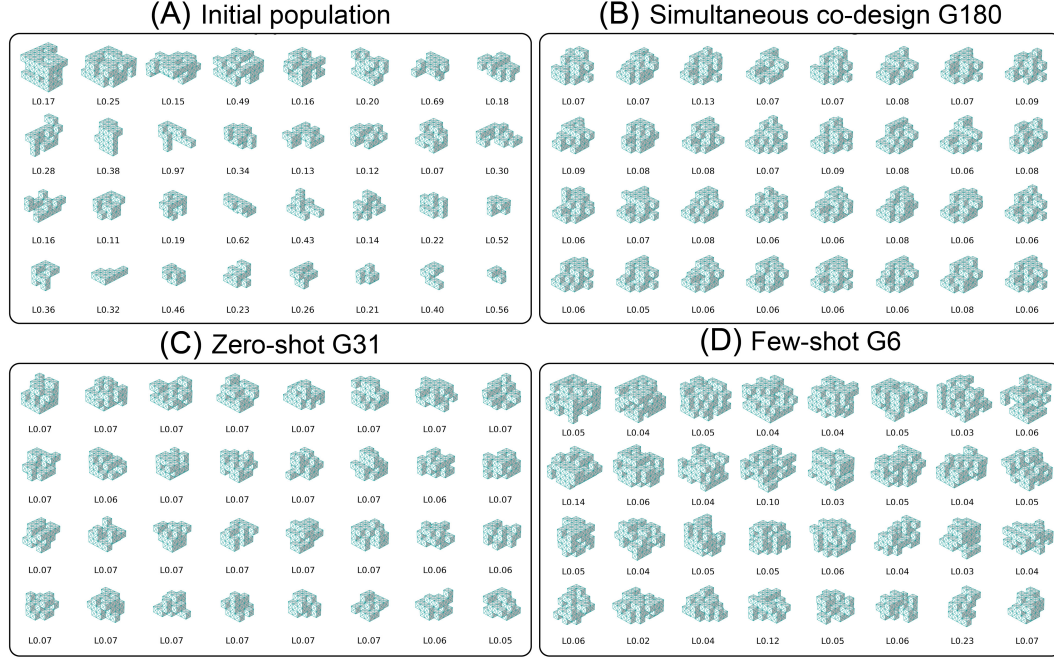 (A) Initial population
L0.17 L0.25 L0.15 L0.49 L0.16 L0.20 L0.69 L0.18
L0.28 L0.38 L0.97 L0.34 L0.13 L0.12 L0.07 L0.30
L0.16 L0.11 L0.19 L0.62 L0.43 L0.14 L0.22 L0.52
L0.36 L0.32 L0.46 L0.23 L0.26 L0.21 L0.40 L0.56
(B) Simultaneous co-design G180
L0.07 L0.07 L0.13 L0.07 L0.07 L0.08 L0.07 L0.09
L0.09 L0.08 L0.08 L0.07 L0.09 L0.08 L0.06 L0.08
L0.06 L0.07 L0.08 L0.06 L0.06 L0.08 L0.06 L0.06
L0.06 L0.05 L0.06 L0.06 L0.06 L0.06 L0.08 L0.06
(C) Zero-shot G31
L0.07 L0.07 L0.07 L0.07 L0.07 L0.07 L0.07 L0.07
L0.07 L0.06 L0.07 L0.07 L0.07 L0.07 L0.06 L0.07
L0.07 L0.07 L0.07 L0.07 L0.07 L0.07 L0.06 L0.06
L0.07 L0.07 L0.07 L0.07 L0.07 L0.07 L0.06 L0.05
(D) Few-shot G6
L0.05 L0.04 L0.05 L0.04 L0.04 L0.05 L0.03 L0.06
L0.14 L0.06 L0.04 L0.10 L0.03 L0.05 L0.04 L0.05
L0.05 L0.04 L0.05 L0.05 L0.06 L0.04 L0.03 L0.04
L0.06 L0.02 L0.04 L0.12 L0.05 L0.06 L0.23 L0.07